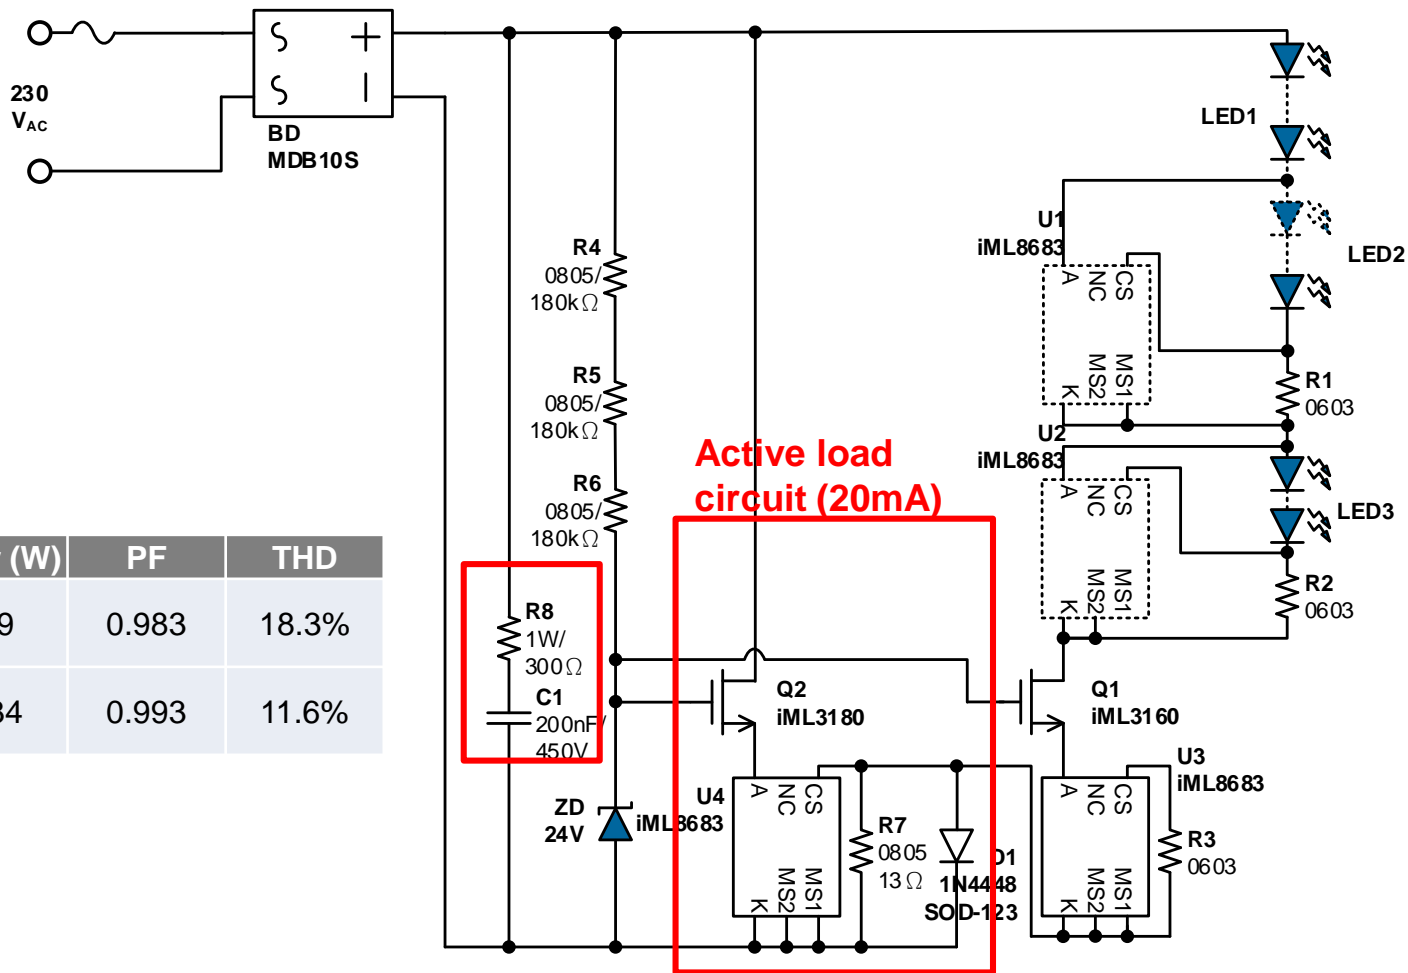 230
VAC
S
S
+
BD
MDB10S
LED1
LED2
LED3
U1
iML8683
A
NC
CS
K
MS2
MS1
R1
0603
U2
iML8683
A
NC
CS
K
MS2
MS1
R2
0603
R4
0805/
180kΩ
R5
0805/
180kΩ
R6
0805/
180kΩ
Active load
circuit (20mA)
(W) PF THD
9 0.983 18.3%
34 0.993 11.6%
R8
1W/
300Ω
C1
200nF/
450V
ZD
24V
Q2
iML3180
Q1
iML3160
U4
iML8683
A
NC
CS
K
MS2
MS1
R7
0805
13Ω
D1
1N4448
SOD-123
U3
iML8683
A
NC
CS
K
MS2
MS1
R3
0603